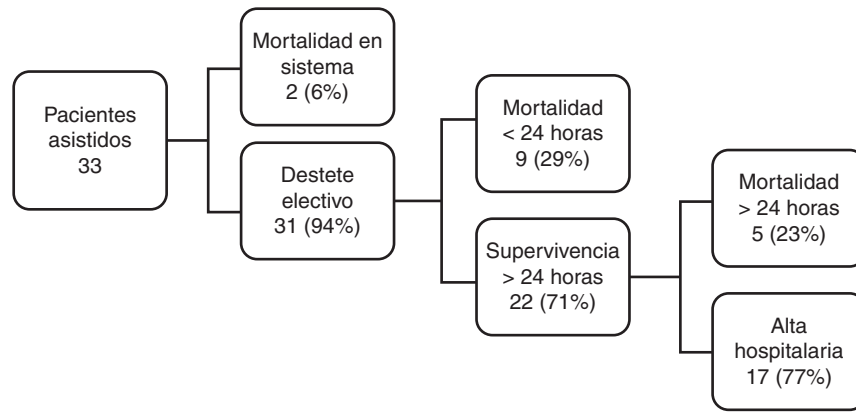 Pacientes
asistidos
33
Mortalidad en
sistema
2 (6%)
Destete
electivo
31 (94%)
Mortalidad
< 24 horas
9 (29%)
Supervivencia
> 24 horas
22 (71%)
Mortalidad
> 24 horas
5 (23%)
Alta
hospitalaria
17 (77%)